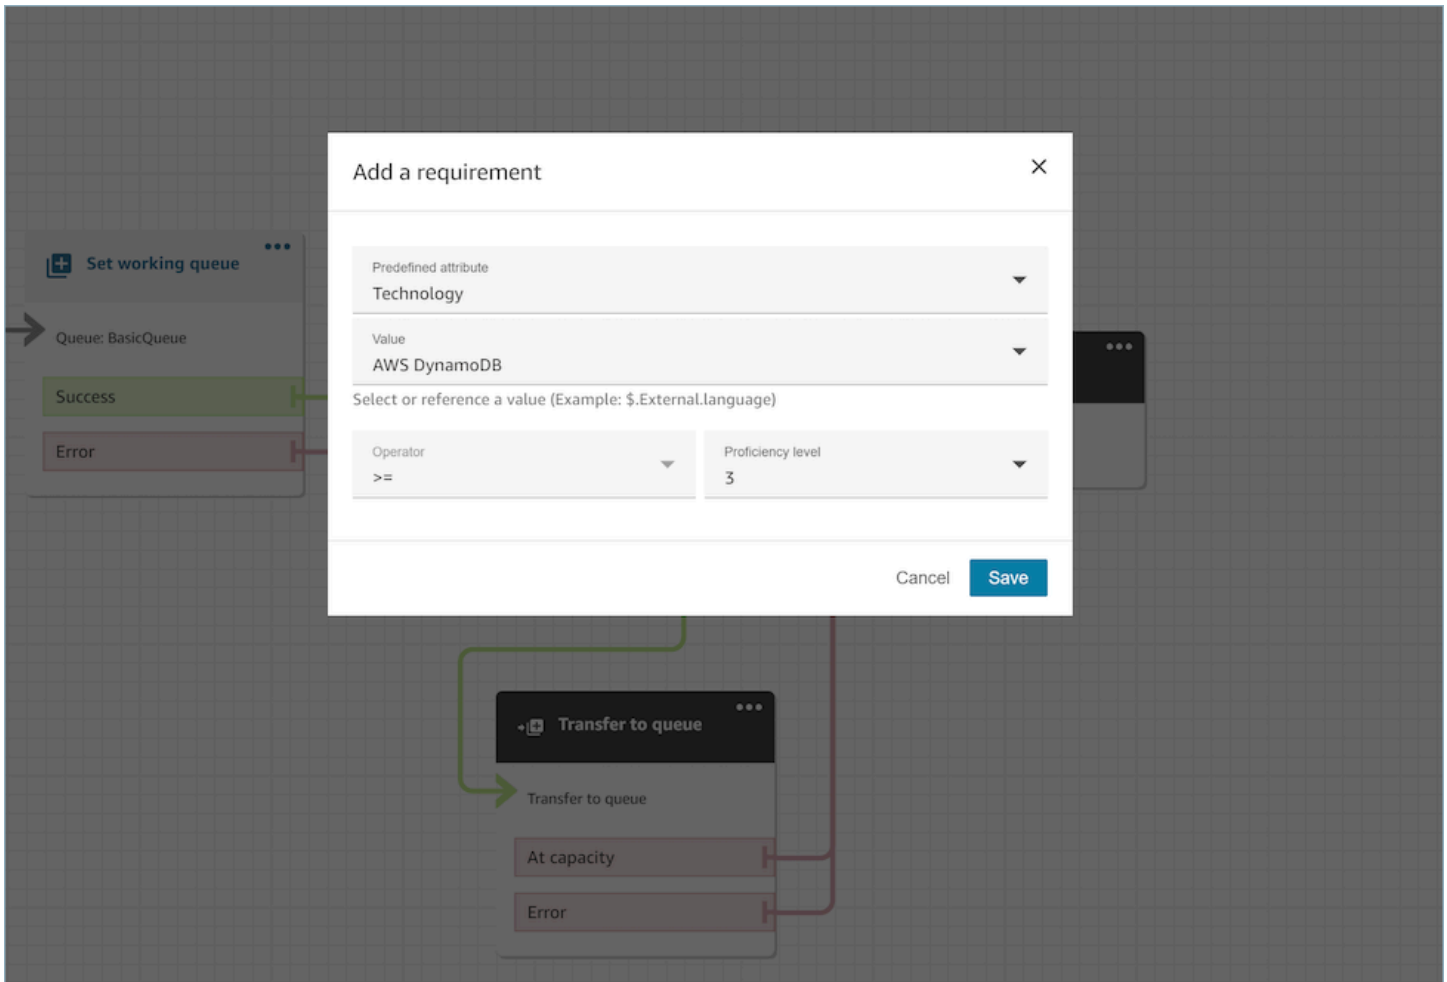 Add a requirement
Predefined attribute
Technology
Value
AWS DynamoDB
Select or reference a value (Example: $.External.language)
Operator
>=
Proficiency level
3
Cancel
Save
Set working queue
Queue: BasicQueue
Success
Error
Transfer to queue
Transfer to queue
At capacity
Error